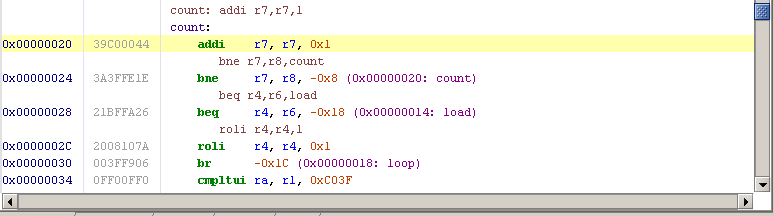 count: addi r7,r7,1
count:
0x00000020 39C00044 addi r7, r7, 0x1
bne r7,r8,count
0x00000024 3A3FFE1E bne r7, r8, -0x8 (0x00000020: count)
beq r4,r6,load
0x00000028 21BFFA26 beq r4, r6, -0x18 (0x00000014: load)
roli r4,r4,1
0x0000002C 2008107A roli r4, r4, 0x1
0x00000030 003FF906 br -0x1C (0x00000018: loop)
0x00000034 0FF00FF0 cmpltui ra, r1, 0xC03F